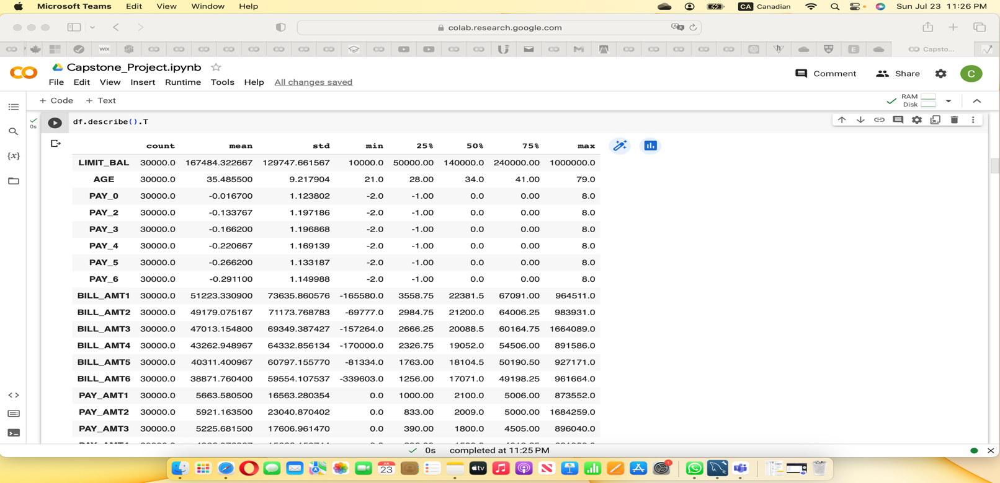 Microsoft Teams Edit View Window Help CA Canadian Sun Jul 23 11:26 PM
colab.research.google.com
WIX E Capsto...
Capstone_Project.ipynb
File Edit View Insert Runtime Tools Help All changes saved
Comment Share C
+ Code + Text
RAM
Disk
0s
df.describe().T
{x}
count mean std min 25% 50% 75% max
LIMIT_BAL 30000.0 167484.322667 129747.661567 10000.0 50000.00 140000.0 240000.00 1000000.0
AGE 30000.0 35.485500 9.217904 21.0 28.00 34.0 41.00 79.0
PAY_0 30000.0 -0.016700 1.123802 -2.0 -1.00 0.0 0.00 8.0
PAY_2 30000.0 -0.133767 1.197186 -2.0 -1.00 0.0 0.00 8.0
PAY_3 30000.0 -0.166200 1.196868 -2.0 -1.00 0.0 0.00 8.0
PAY_4 30000.0 -0.220667 1.169139 -2.0 -1.00 0.0 0.00 8.0
PAY_5 30000.0 -0.266200 1.133187 -2.0 -1.00 0.0 0.00 8.0
PAY_6 30000.0 -0.291100 1.149988 -2.0 -1.00 0.0 0.00 8.0
BILL_AMT1 30000.0 51223.330900 73635.860576 -165580.0 3558.75 22381.5 67091.00 964511.0
BILL_AMT2 30000.0 49179.075167 71173.768783 -69777.0 2984.75 21200.0 64006.25 983931.0
BILL_AMT3 30000.0 47013.154800 69349.387427 -157264.0 2666.25 20088.5 60164.75 1664089.0
BILL_AMT4 30000.0 43262.948967 64332.856134 -170000.0 2326.75 19052.0 54506.00 891586.0
BILL_AMT5 30000.0 40311.400967 60797.155770 -81334.0 1763.00 18104.5 50190.50 927171.0
BILL_AMT6 30000.0 38871.760400 59554.107537 -339603.0 1256.00 17071.0 49198.25 961664.0
PAY_AMT1 30000.0 5663.580500 16563.280354 0.0 1000.00 2100.0 5006.00 873552.0
PAY_AMT2 30000.0 5921.163500 23040.870402 0.0 833.00 2009.0 5000.00 1684259.0
PAY_AMT3 30000.0 5225.681500 17606.961470 0.0 390.00 1800.0 4505.00 896040.0
0s completed at 11:25 PM
JUL
23
tv
1